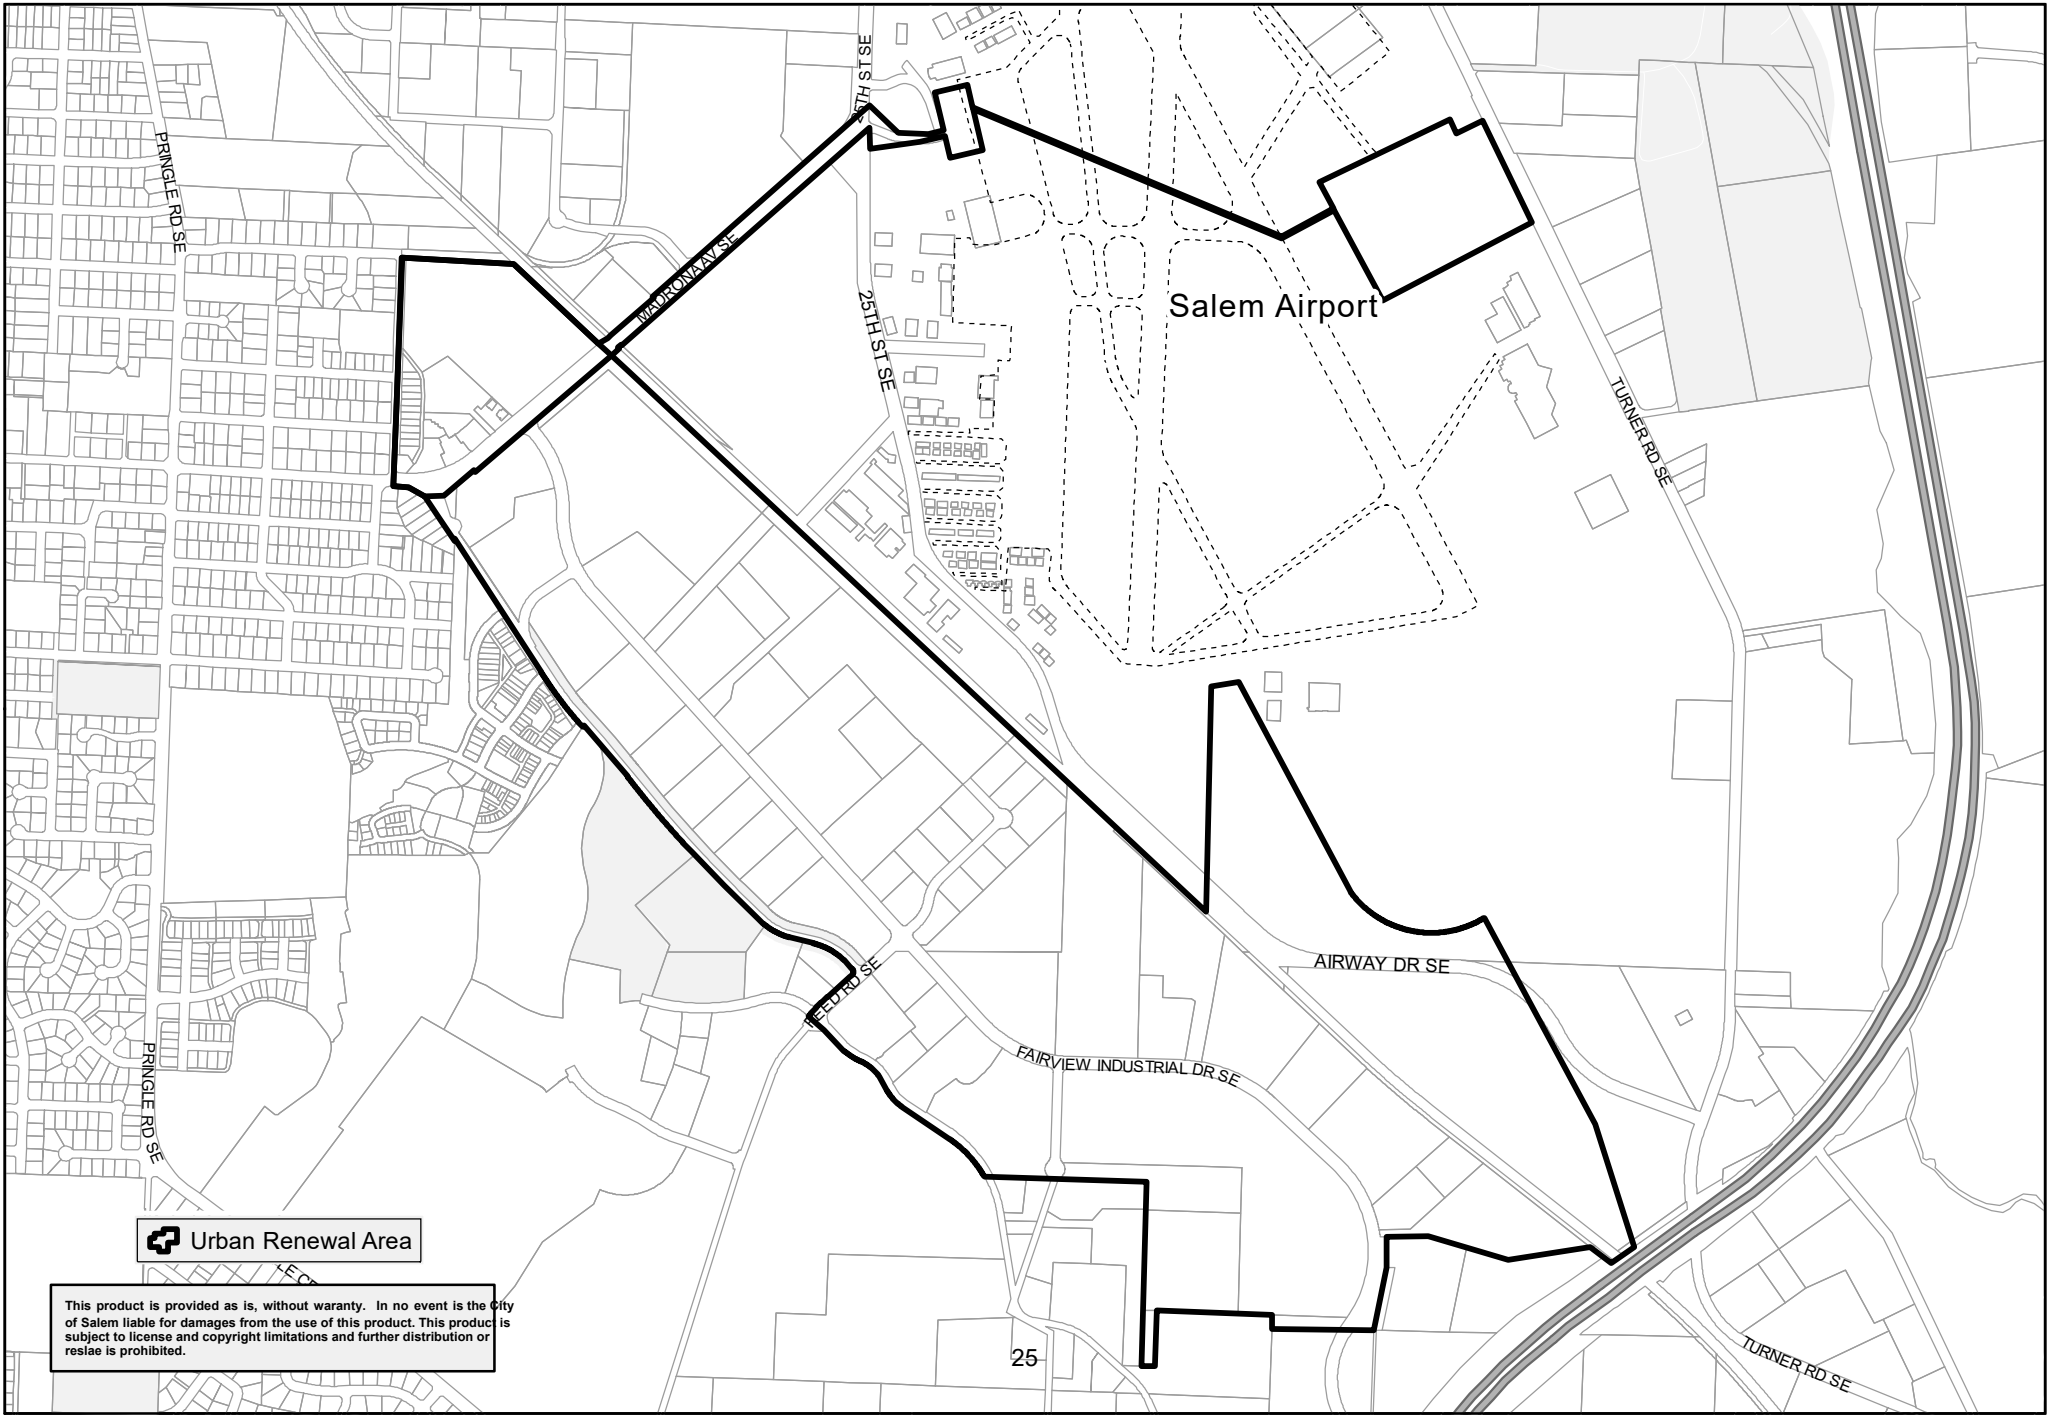 25TH ST SE
PRINGLE RD SE
MADRONA AV SE
25TH ST SE
Salem Airport
TURNER RD SE
AIRWAY DR SE
REED RD SE
FAIRVIEW INDUSTRIAL DR SE
PRINGLE RD SE
Urban Renewal Area
LE CR
This product is provided as is, without waranty. In no event is the City
of Salem liable for damages from the use of this product. This product is
subject to license and copyright limitations and further distribution or
reslae is prohibited.
25
TURNER RD SE